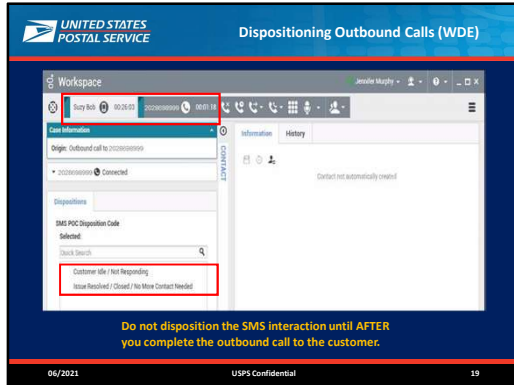 UNITED STATES
POSTAL SERVICE
Dispositioning Outbound Calls (WDE)
Workspace
Jennifer Murphy
Suzy Bob 00:26:03 2028698999 00:01:18
Case Information
Origin: Outbound call to 2028698999
2028698999 Connected
Dispositions
SMS POC Disposition Code
Selected:
Quick Search
Customer Idle / Not Responding
Issue Resolved / Closed / No More Contact Needed
CONTACT
Information History
Contact not automatically created
Do not disposition the SMS interaction until AFTER
you complete the outbound call to the customer.
06/2021 USPS Confidential 19